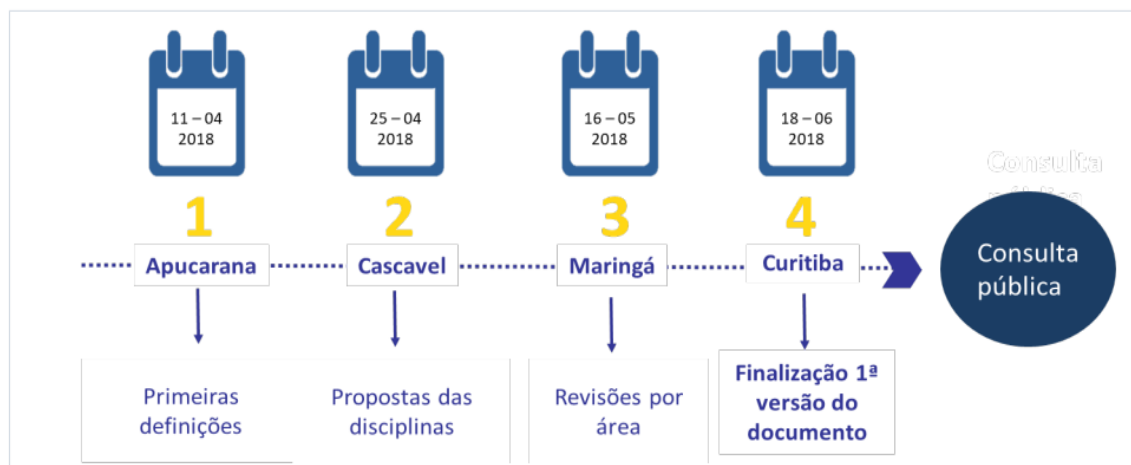 11 – 04
2018
25 – 04
2018
16 – 05
2018
18 – 06
2018
1
2
3
4
Apucarana
Cascavel
Maringá
Curitiba
Consulta
pública
Consulta
pública
Primeiras
definições
Propostas das
disciplinas
Revisões por
área
Finalização 1ª
versão do
documento